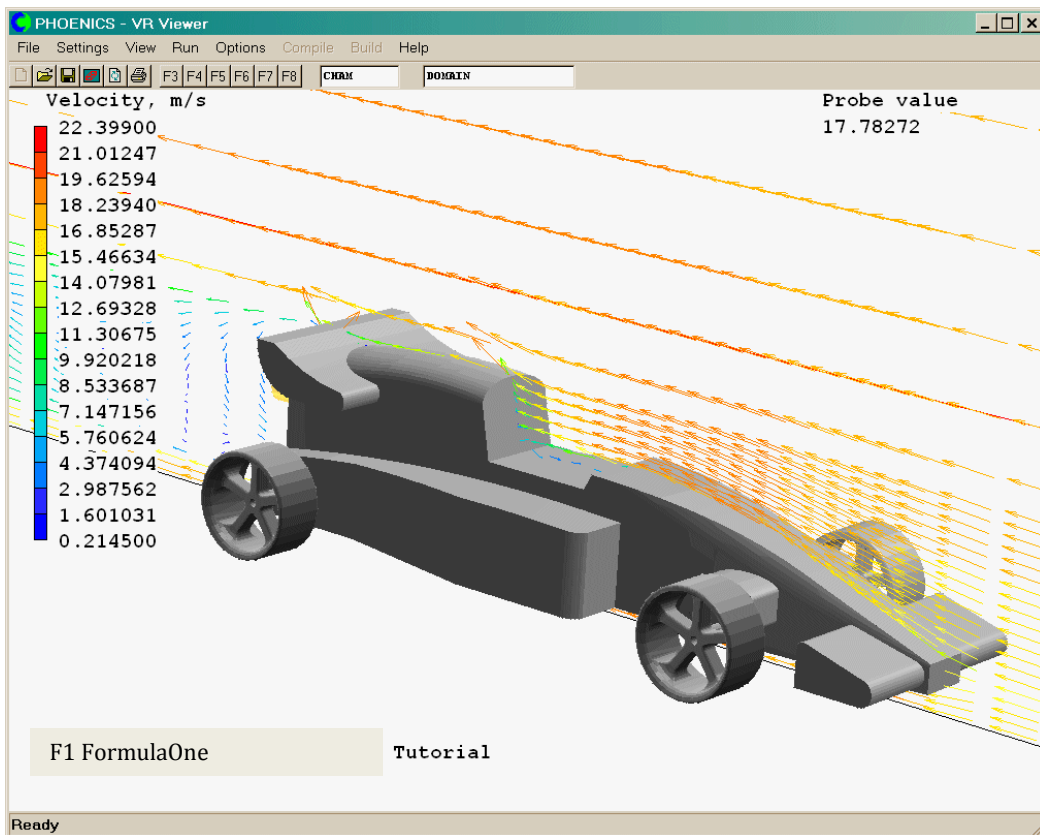 PHOENICS - VR Viewer
File Settings View Run Options Compile Build Help
F3 F4 F5 F6 F7 F8 CHAM DOMAIN
Velocity, m/s
Probe value
22.39900
17.78272
21.01247
19.62594
18.23940
16.85287
15.46634
14.07981
12.69328
11.30675
9.920218
8.533687
7.147156
5.760624
4.374094
2.987562
1.601031
0.214500
F1 FormulaOne
Tutorial
Ready